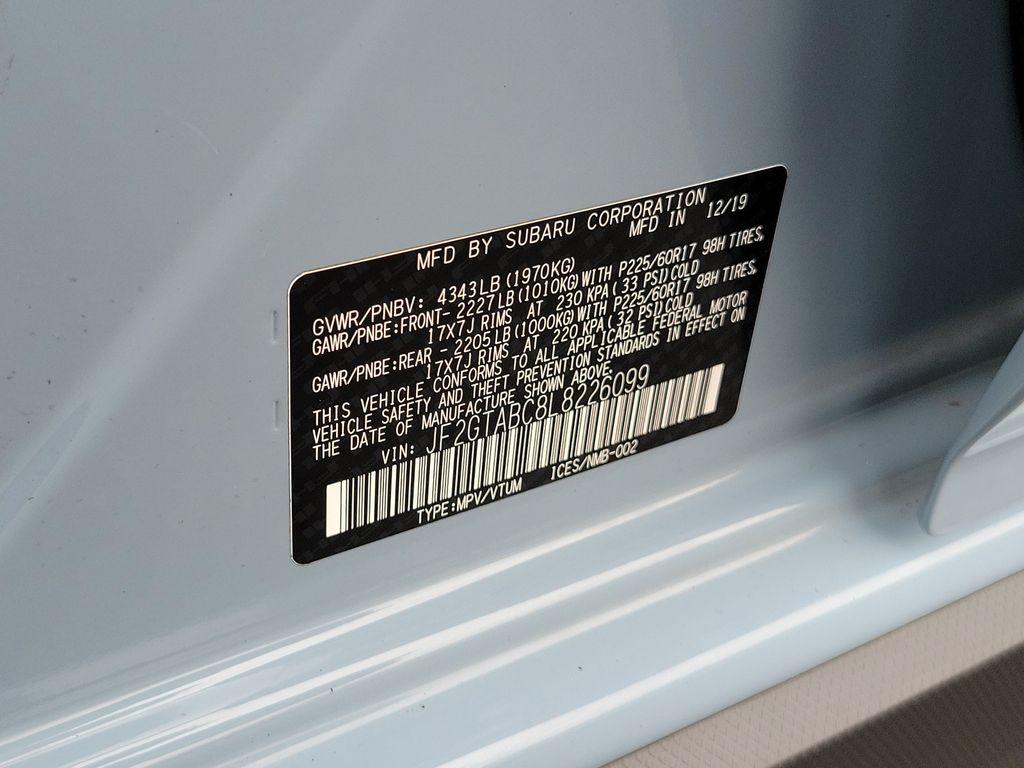 MFD BY SUBARU CORPORATION
MFD IN 12/19
GVWR/PNBV: 4343LB(1970KG)
GAWR/PNBE:FRONT-2227LB(1010KG)WITH P225/60R17 98H TIRES,
17X7J RIMS AT 230 KPA(33 PSI)COLD
GAWR/PNBE:REAR -2205LB(1000KG)WITH P225/60R17 98H TIRES,
17X7J RIMS AT 220 KPA(32 PSI)COLD
THIS VEHICLE CONFORMS TO ALL APPLICABLE FEDERAL MOTOR
VEHICLE SAFETY AND THEFT PREVENTION STANDARDS IN EFFECT ON
THE DATE OF MANUFACTURE SHOWN ABOVE.
VIN: JF2GTABC8L8226099
TYPE:MPV/VTUM ICES/NMB-002